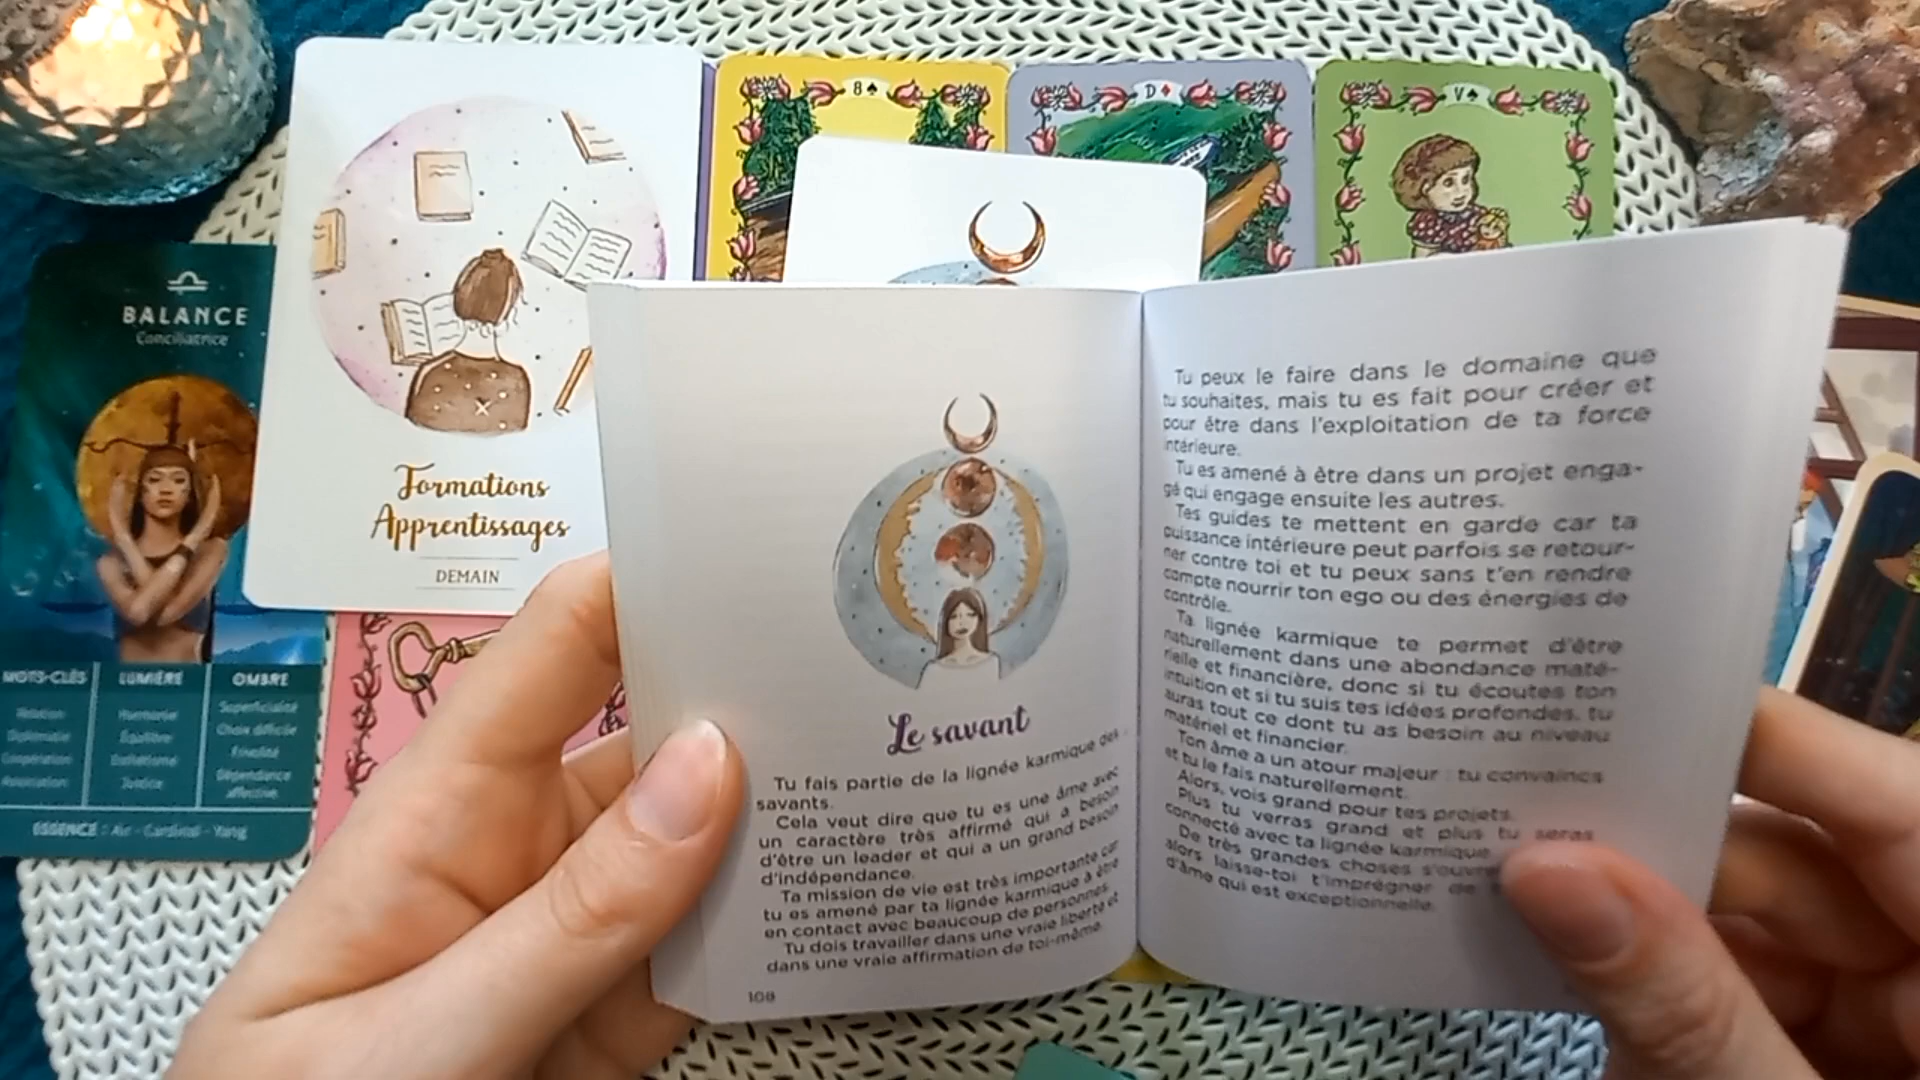 8♠
D♦
V♠
BALANCE
Conciliatrice
MOTS-CLÉS
Relation
Diplomatie
Coopération
Association
LUMIÈRE
Harmonie
Équilibre
Esthétisme
Justice
OMBRE
Superficialité
Choix difficile
Frivolité
Dépendance
affective
ESSENCE : Air - Cardinal - Yang
Formations
Apprentissages
DEMAIN
Le savant
Tu fais partie de la lignée karmique des
savants.
Cela veut dire que tu es une âme avec
un caractère très affirmé qui a besoin
d'être un leader et qui a un grand besoin
d'indépendance.
Ta mission de vie est très importante car
tu es amené par ta lignée karmique à être
en contact avec beaucoup de personnes.
Tu dois travailler dans une vraie liberté et
dans une vraie affirmation de toi-même.
108
Tu peux le faire dans le domaine que
tu souhaites, mais tu es fait pour créer et
pour être dans l'exploitation de ta force
intérieure.
Tu es amené à être dans un projet enga-
gé qui engage ensuite les autres.
Tes guides te mettent en garde car ta
puissance intérieure peut parfois se retour-
ner contre toi et tu peux sans t'en rendre
compte nourrir ton ego ou des énergies de
contrôle.
Ta lignée karmique te permet d'être
naturellement dans une abondance maté-
rielle et financière, donc si tu écoutes ton
intuition et si tu suis tes idées profondes, tu
auras tout ce dont tu as besoin au niveau
matériel et financier.
Ton âme a un atour majeur : tu convaincs
et tu le fais naturellement.
Alors, vois grand pour tes projets.
Plus tu verras grand et plus tu seras
connecté avec ta lignée karmique
De très grandes choses s'ouvre
alors laisse-toi t'imprégner de
d'âme qui est exceptionnelle.